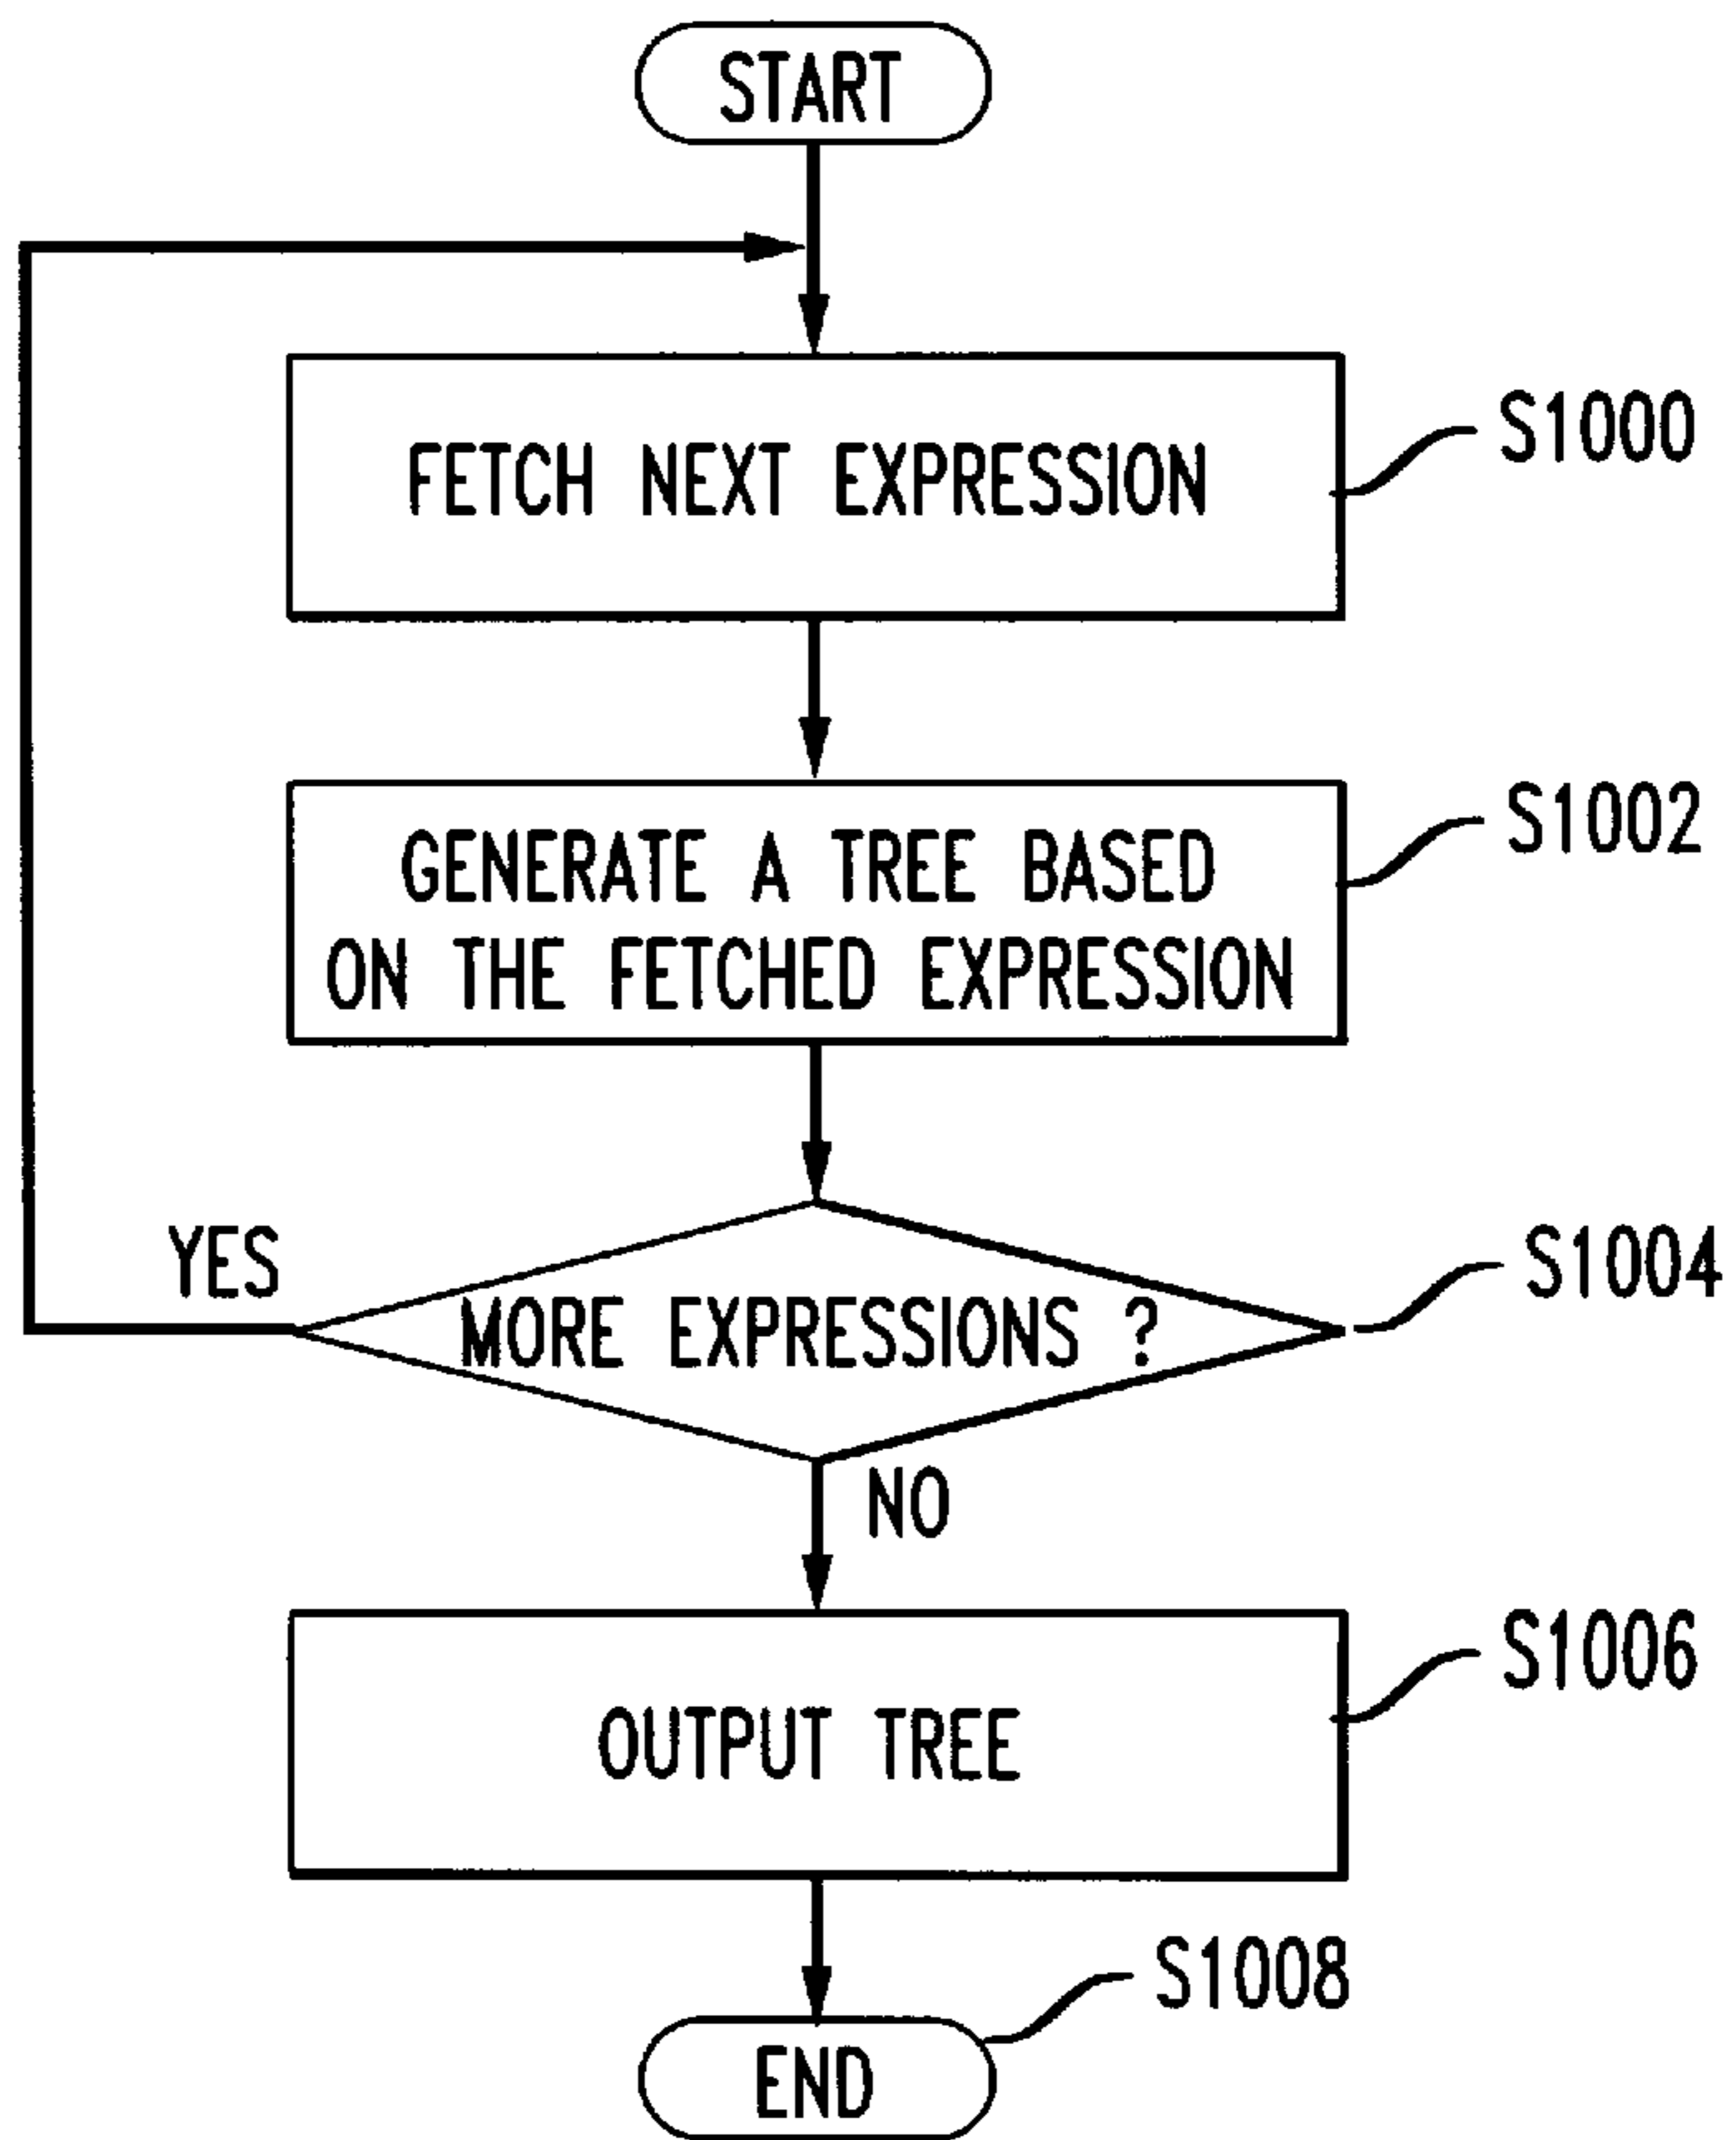 START
FETCH NEXT EXPRESSION
S1000
GENERATE A TREE BASED
ON THE FETCHED EXPRESSION
S1002
YES
MORE EXPRESSIONS ?
S1004
NO
OUTPUT TREE
S1006
S1008
END